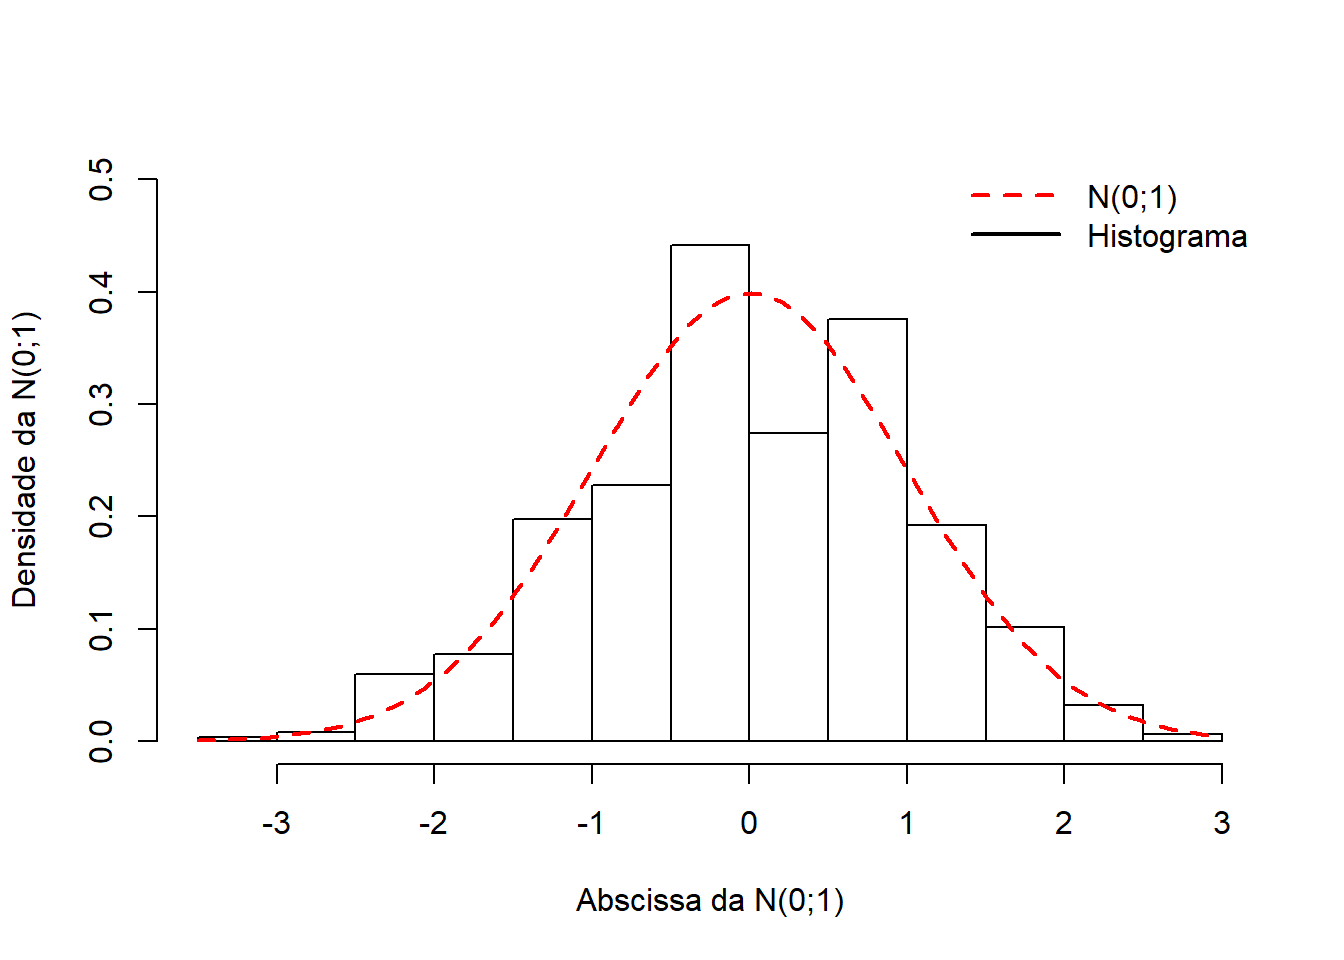 N(0;1)
Histograma
Densidade da N(0;1)
0.5
0.4
0.3
0.2
0.1
0.0
-3 -2 -1 0 1 2 3
Abscissa da N(0;1)